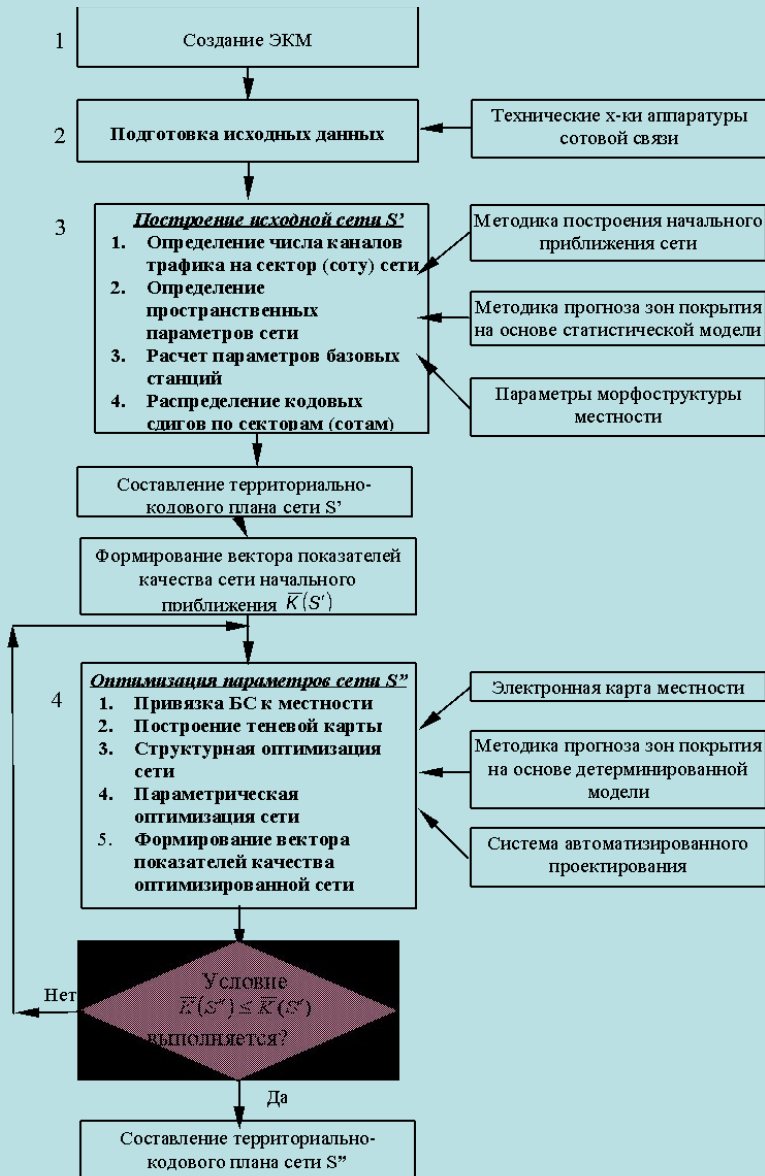 1
Создание ЭКМ
2
Подготовка исходных данных
Технические х-ки аппаратуры
сотовой связи
3
Построение исходной сети S’
1. Определение числа каналов
трафика на сектор (соту) сети
2. Определение
пространственных
параметров сети
3. Расчет параметров базовых
станций
4. Распределение кодовых
сдигов по секторам (сотам)
Методика построения начального
приближения сети
Методика прогноза зон покрытия
на основе статистической модели
Параметры морфоструктуры
местности
Составление территориально-
кодового плана сети S’
Формирование вектора показателей
качества сети начального
приближения K̅(S′)
4
Оптимизация параметров сети S”
1. Привязка БС к местности
2. Построение теневой карты
3. Структурная оптимизация
сети
4. Параметрическая
оптимизация сети
5. Формирование вектора
показателей качества
оптимизированной сети
Электронная карта местности
Методика прогноза зон покрытия
на основе детерминированной
модели
Система автоматизированного
проектирования
Нет
Условие
K̅(S″) ≤ K̅(S′)
выполняется?
Да
Составление территориально-
кодового плана сети S”